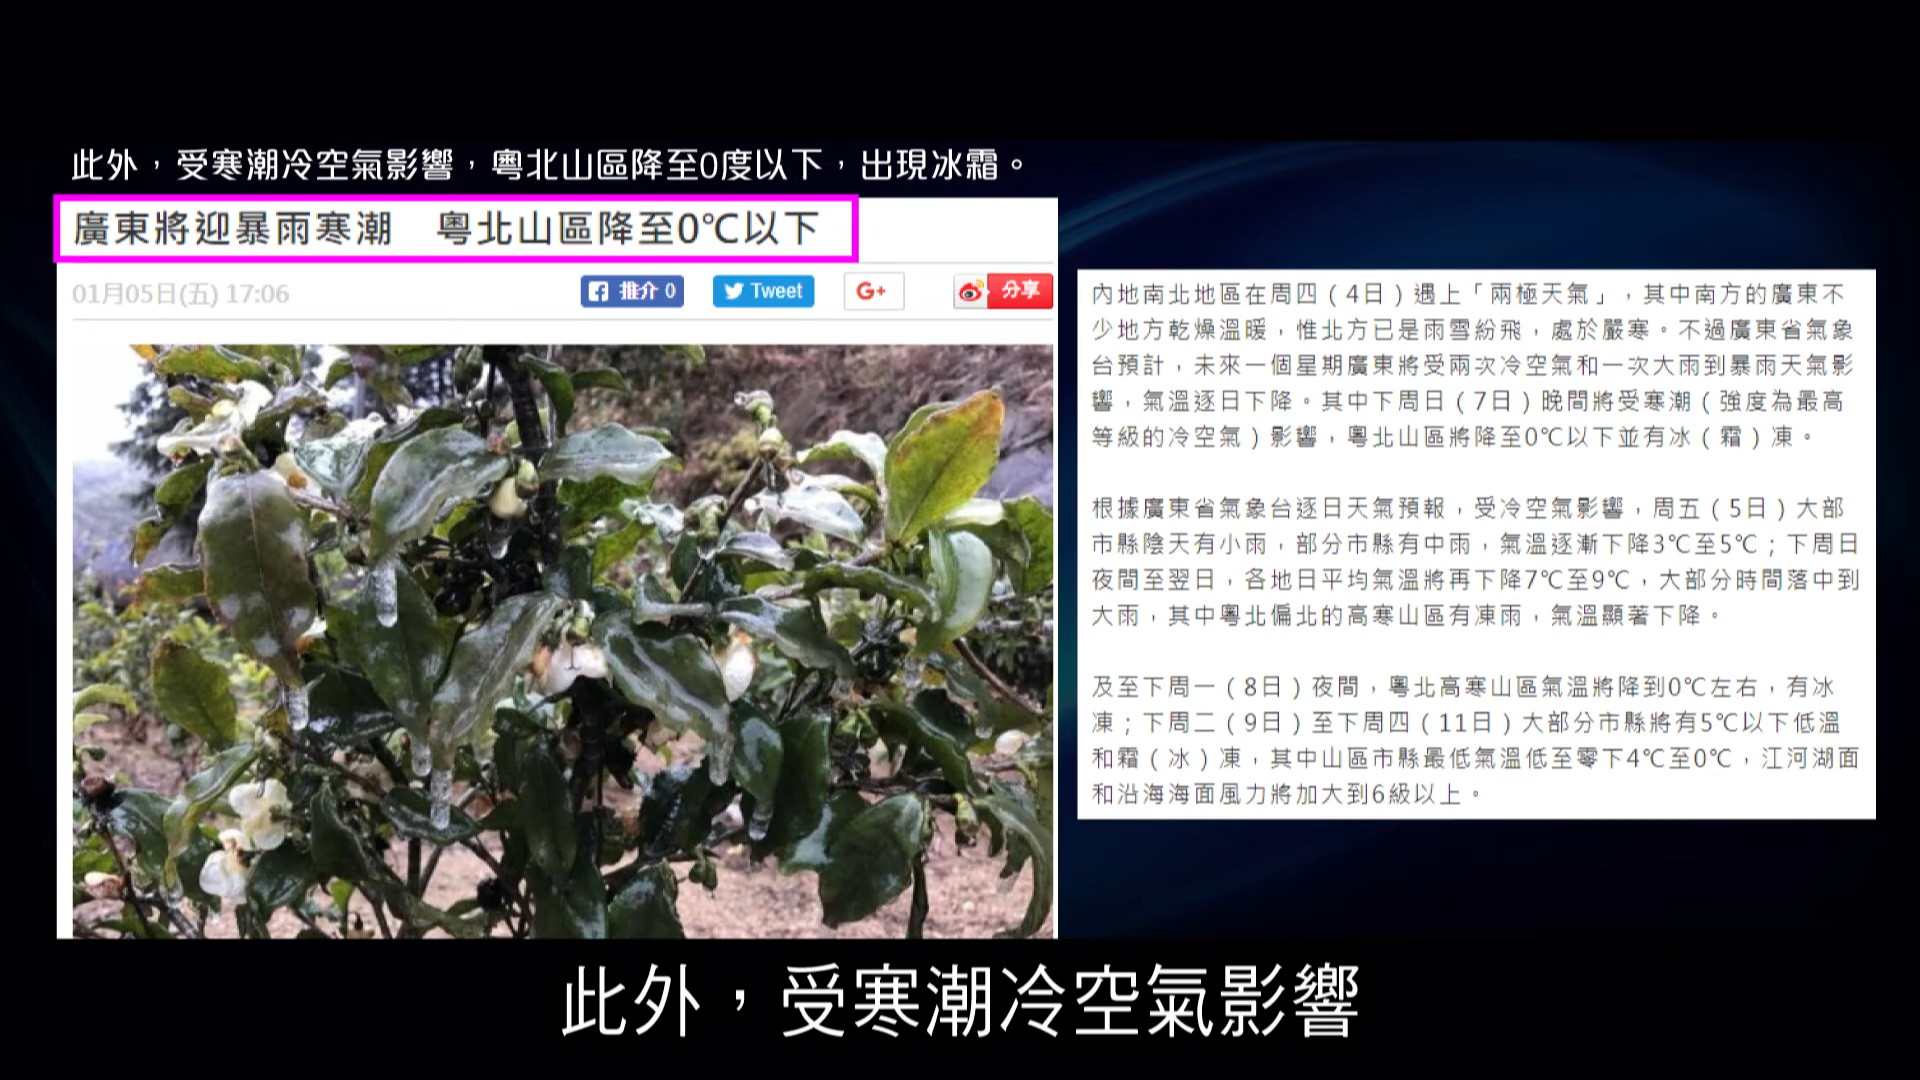 此外，受寒潮冷空氣影響，粵北山區降至0度以下，出現冰霜。
廣東將迎暴雨寒潮　粵北山區降至0℃以下
01月05日(五) 17:06
推介 0
Tweet
G+
分享
內地南北地區在周四（4日）遇上「兩極天氣」，其中南方的廣東不
少地方乾燥溫暖，惟北方已是雨雪紛飛，處於嚴寒。不過廣東省氣象
台預計，未來一個星期廣東將受兩次冷空氣和一次大雨到暴雨天氣影
響，氣溫逐日下降。其中下周日（7日）晚間將受寒潮（強度為最高
等級的冷空氣）影響，粵北山區將降至0℃以下並有冰（霜）凍。
根據廣東省氣象台逐日天氣預報，受冷空氣影響，周五（5日）大部
市縣陰天有小雨，部分市縣有中雨，氣溫逐漸下降3℃至5℃；下周日
夜間至翌日，各地日平均氣溫將再下降7℃至9℃，大部分時間落中到
大雨，其中粵北偏北的高寒山區有凍雨，氣溫顯著下降。
及至下周一（8日）夜間，粵北高寒山區氣溫將降到0℃左右，有冰
凍；下周二（9日）至下周四（11日）大部分市縣將有5℃以下低溫
和霜（冰）凍，其中山區市縣最低氣溫低至零下4℃至0℃，江河湖面
和沿海海面風力將加大到6級以上。
此外，受寒潮冷空氣影響